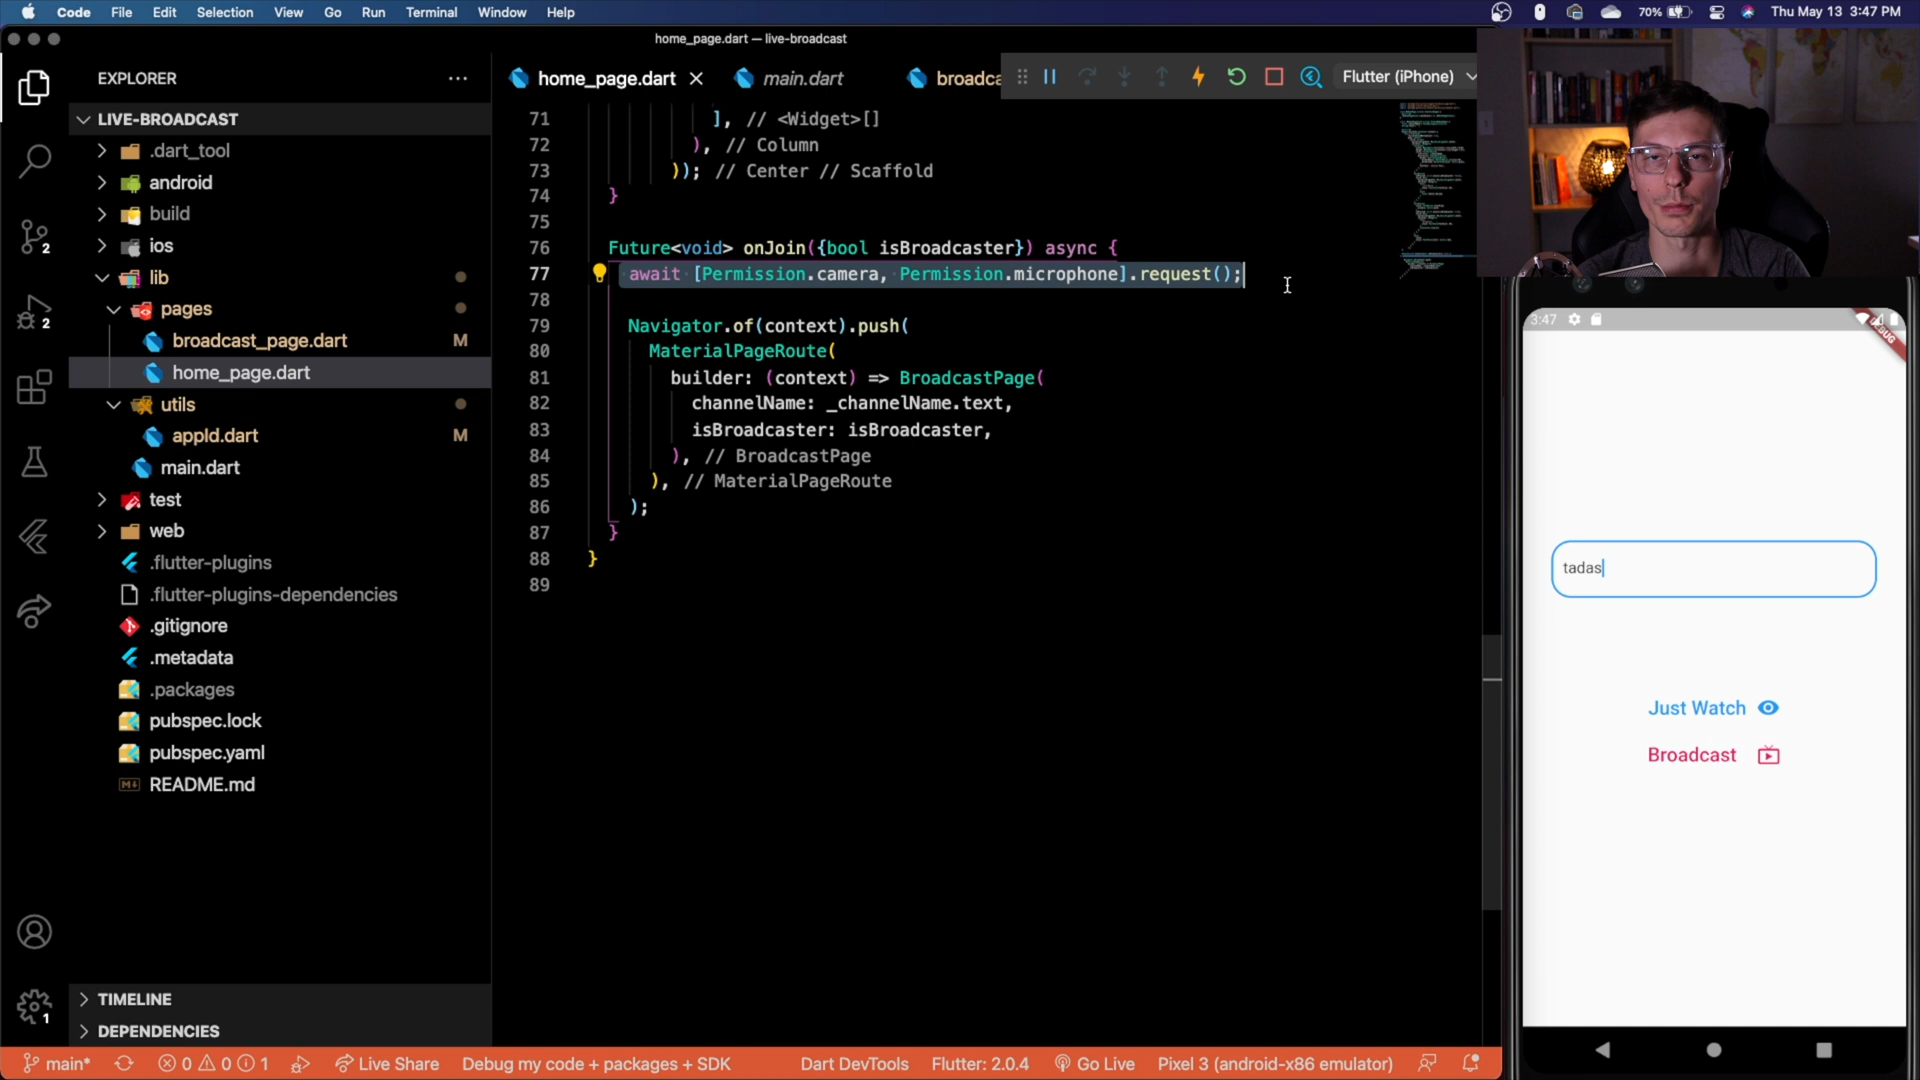 Code File Edit Selection View Go Run Terminal Window Help
70% Thu May 13 3:47 PM
home_page.dart — live-broadcast
EXPLORER
LIVE-BROADCAST
.dart_tool
android
build
ios
lib
pages
broadcast_page.dart M
home_page.dart
utils
appId.dart M
main.dart
test
web
.flutter-plugins
.flutter-plugins-dependencies
.gitignore
.metadata
.packages
pubspec.lock
pubspec.yaml
README.md
TIMELINE
DEPENDENCIES
2
2
1
home_page.dart main.dart broadca
Flutter (iPhone)
71 ], // <Widget>[]
72 ), // Column
73 )); // Center // Scaffold
74 }
75
76 Future<void> onJoin({bool isBroadcaster}) async {
77 await [Permission.camera, Permission.microphone].request();
78
79 Navigator.of(context).push(
80 MaterialPageRoute(
81 builder: (context) => BroadcastPage(
82 channelName: _channelName.text,
83 isBroadcaster: isBroadcaster,
84 ), // BroadcastPage
85 ), // MaterialPageRoute
86 );
87 }
88 }
89
3:47
DEBUG
tadas
Just Watch
Broadcast
main* 0 0 1 Live Share Debug my code + packages + SDK Dart DevTools Flutter: 2.0.4 Go Live Pixel 3 (android-x86 emulator)